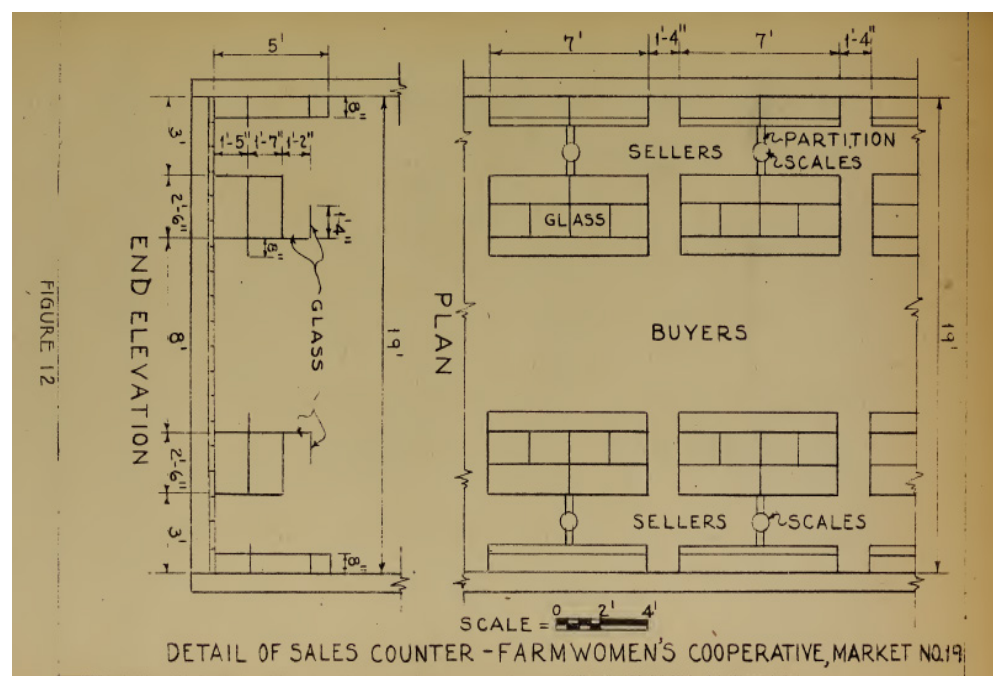 5'
7'
1'-4"
7'
1'-4"
8"
3'
1'-5"
1'-7"
1'-2"
SELLERS
PARTITION
SCALES
2'-6"
1'-4"
GLASS
8"
END ELEVATION
GLASS
PLAN
8'
19'
BUYERS
19'
FIGURE 12
2'-6"
3'
SELLERS
SCALES
8"
SCALE = 0 2' 4'
DETAIL OF SALES COUNTER - FARMWOMEN'S COOPERATIVE, MARKET NO.19